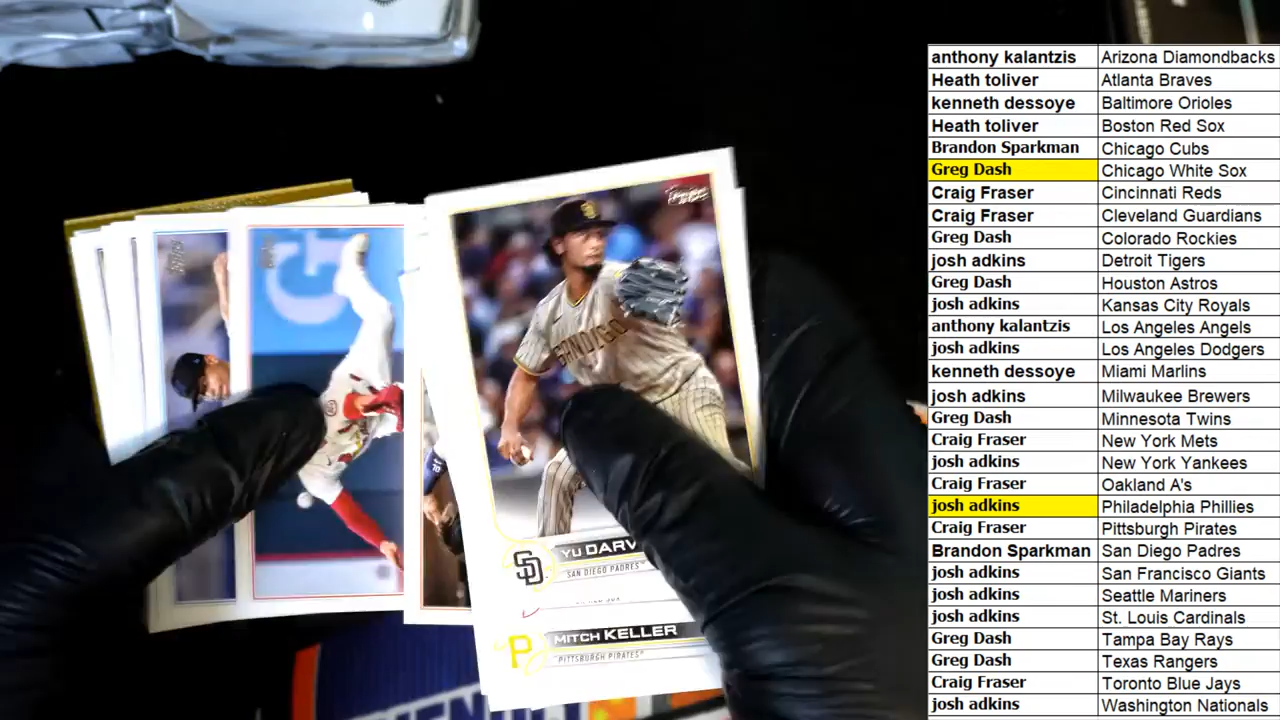 anthony kalantzis Arizona Diamondbacks
Heath toliver Atlanta Braves
kenneth dessoye Baltimore Orioles
Heath toliver Boston Red Sox
Brandon Sparkman Chicago Cubs
Greg Dash Chicago White Sox
Craig Fraser Cincinnati Reds
Craig Fraser Cleveland Guardians
Greg Dash Colorado Rockies
josh adkins Detroit Tigers
Greg Dash Houston Astros
josh adkins Kansas City Royals
anthony kalantzis Los Angeles Angels
josh adkins Los Angeles Dodgers
kenneth dessoye Miami Marlins
josh adkins Milwaukee Brewers
Greg Dash Minnesota Twins
Craig Fraser New York Mets
josh adkins New York Yankees
Craig Fraser Oakland A's
josh adkins Philadelphia Phillies
Craig Fraser Pittsburgh Pirates
Brandon Sparkman San Diego Padres
josh adkins San Francisco Giants
josh adkins Seattle Mariners
josh adkins St. Louis Cardinals
Greg Dash Tampa Bay Rays
Greg Dash Texas Rangers
Craig Fraser Toronto Blue Jays
josh adkins Washington Nationals
SD
YU DARV
SAN DIEGO PADRES
P
MITCH KELLER
PITTSBURGH PIRATES